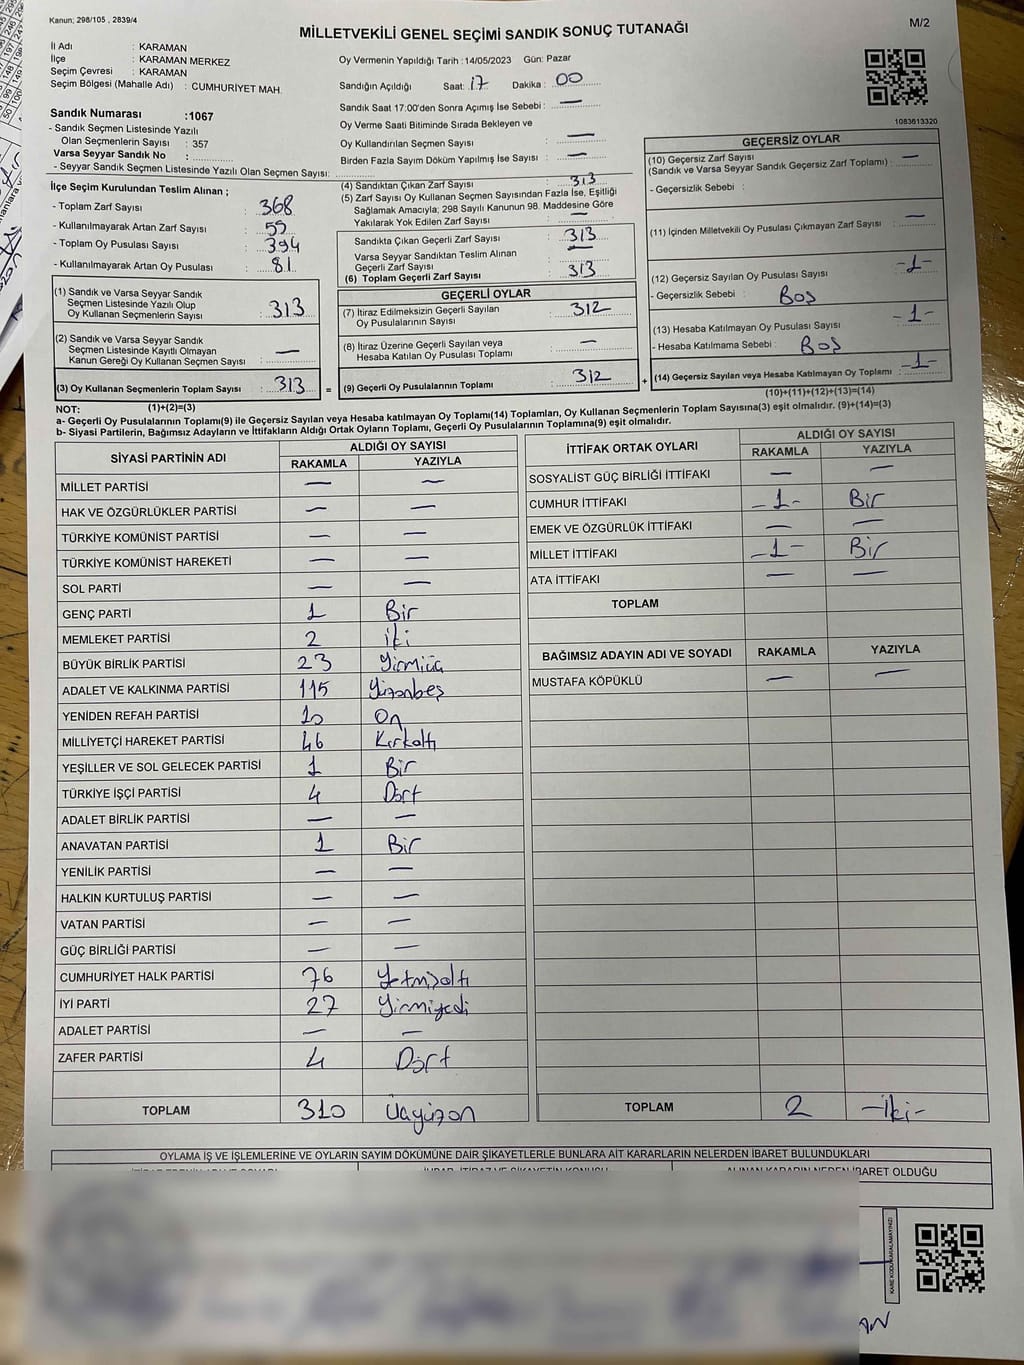 Kanun; 298/105 , 2839/4
M/2
MİLLETVEKİLİ GENEL SEÇİMİ SANDIK SONUÇ TUTANAĞI
İl Adı : KARAMAN
İlçe : KARAMAN MERKEZ
Seçim Çevresi : KARAMAN
Seçim Bölgesi (Mahalle Adı) : CUMHURİYET MAH.
Oy Vermenin Yapıldığı Tarih :14/05/2023 Gün: Pazar
Sandığın Açıldığı Saat: 17 Dakika : 00
Sandık Saat 17:00'den Sonra Açımış İse Sebebi : —
Oy Verme Saati Bitiminde Sırada Bekleyen ve
Oy Kullandırılan Seçmen Sayısı —
Birden Fazla Sayım Döküm Yapılmış İse Sayısı : —
1083613320
Sandık Numarası :1067
- Sandık Seçmen Listesinde Yazılı
Olan Seçmenlerin Sayısı : 357
Varsa Seyyar Sandık No :
- Seyyar Sandık Seçmen Listesinde Yazılı Olan Seçmen Sayısı:
İlçe Seçim Kurulundan Teslim Alınan ;
- Toplam Zarf Sayısı : 368
- Kullanılmayarak Artan Zarf Sayısı : 55
- Toplam Oy Pusulası Sayısı : 394
- Kullanılmayarak Artan Oy Pusulası : 81
(1) Sandık ve Varsa Seyyar Sandık
Seçmen Listesinde Yazılı Olup
Oy Kullanan Seçmenlerin Sayısı : 313
(2) Sandık ve Varsa Seyyar Sandık
Seçmen Listesinde Kayıtlı Olmayan
Kanun Gereği Oy Kullanan Seçmen Sayısı : —
(3) Oy Kullanan Seçmenlerin Toplam Sayısı : 313 =
(1)+(2)=(3)
(4) Sandıktan Çıkan Zarf Sayısı : 313
(5) Zarf Sayısı Oy Kullanan Seçmen Sayısından Fazla İse, Eşitliği
Sağlamak Amacıyla; 298 Sayılı Kanunun 98. Maddesine Göre
Yakılarak Yok Edilen Zarf Sayısı : —
Sandıkta Çıkan Geçerli Zarf Sayısı : 313
Varsa Seyyar Sandıktan Teslim Alınan
Geçerli Zarf Sayısı : —
(6) Toplam Geçerli Zarf Sayısı : 313
GEÇERLİ OYLAR
(7) İtiraz Edilmeksizin Geçerli Sayılan
Oy Pusulalarının Sayısı : 312
(8) İtiraz Üzerine Geçerli Sayılan veya
Hesaba Katılan Oy Pusulası Toplamı : —
(9) Geçerli Oy Pusulalarının Toplamı : 312 +
GEÇERSİZ OYLAR
(10) Geçersiz Zarf Sayısı
(Sandık ve Varsa Seyyar Sandık Geçersiz Zarf Toplamı) : —
- Geçersizlik Sebebi :
(11) İçinden Milletvekili Oy Pusulası Çıkmayan Zarf Sayısı : —
(12) Geçersiz Sayılan Oy Pusulası Sayısı : -1-
- Geçersizlik Sebebi : Boş
(13) Hesaba Katılmayan Oy Pusulası Sayısı : -1-
- Hesaba Katılmama Sebebi : Boş
(14) Geçersiz Sayılan veya Hesaba Katılmayan Oy Toplamı : -1-
(10)+(11)+(12)+(13)=(14)
NOT:
a- Geçerli Oy Pusulalarının Toplamı(9) ile Geçersiz Sayılan veya Hesaba katılmayan Oy Toplamı(14) Toplamları, Oy Kullanan Seçmenlerin Toplam Sayısına(3) eşit olmalıdır. (9)+(14)=(3)
b- Siyasi Partilerin, Bağımsız Adayların ve İttifakların Aldığı Ortak Oyların Toplamı, Geçerli Oy Pusulalarının Toplamına(9) eşit olmalıdır.
SİYASİ PARTİNİN ADI ALDIĞI OY SAYISI
RAKAMLA YAZIYLA
MİLLET PARTİSİ — —
HAK VE ÖZGÜRLÜKLER PARTİSİ — —
TÜRKİYE KOMÜNİST PARTİSİ — —
TÜRKİYE KOMÜNİST HAREKETİ — —
SOL PARTİ — —
GENÇ PARTİ 1 Bir
MEMLEKET PARTİSİ 2 iki
BÜYÜK BİRLİK PARTİSİ 23 Yirmiüç
ADALET VE KALKINMA PARTİSİ 115 Yüzonbeş
YENİDEN REFAH PARTİSİ 10 On
MİLLİYETÇİ HAREKET PARTİSİ 46 Kırkaltı
YEŞİLLER VE SOL GELECEK PARTİSİ 1 Bir
TÜRKİYE İŞÇİ PARTİSİ 4 Dört
ADALET BİRLİK PARTİSİ — —
ANAVATAN PARTİSİ 1 Bir
YENİLİK PARTİSİ — —
HALKIN KURTULUŞ PARTİSİ — —
VATAN PARTİSİ — —
GÜÇ BİRLİĞİ PARTİSİ — —
CUMHURİYET HALK PARTİSİ 76 Yetmişaltı
İYİ PARTİ 27 Yirmiyedi
ADALET PARTİSİ — —
ZAFER PARTİSİ 4 Dört
TOPLAM 310 Üçyüzon
İTTİFAK ORTAK OYLARI ALDIĞI OY SAYISI
RAKAMLA YAZIYLA
SOSYALİST GÜÇ BİRLİĞİ İTTİFAKI — —
CUMHUR İTTİFAKI -1- Bir
EMEK VE ÖZGÜRLÜK İTTİFAKI — —
MİLLET İTTİFAKI -1- Bir
ATA İTTİFAKI — —
TOPLAM
BAĞIMSIZ ADAYIN ADI VE SOYADI RAKAMLA YAZIYLA
MUSTAFA KÖPÜKLÜ — —
TOPLAM 2 -İki-
OYLAMA İŞ VE İŞLEMLERİNE VE OYLARIN SAYIM DÖKÜMÜNE DAİR ŞİKAYETLERLE BUNLARA AİT KARARLARIN NELERDEN İBARET BULUNDUKLARI
ALINAN KARARIN NEDEN İBARET OLDUĞU
KARE KODU KARALAMAYINIZ!